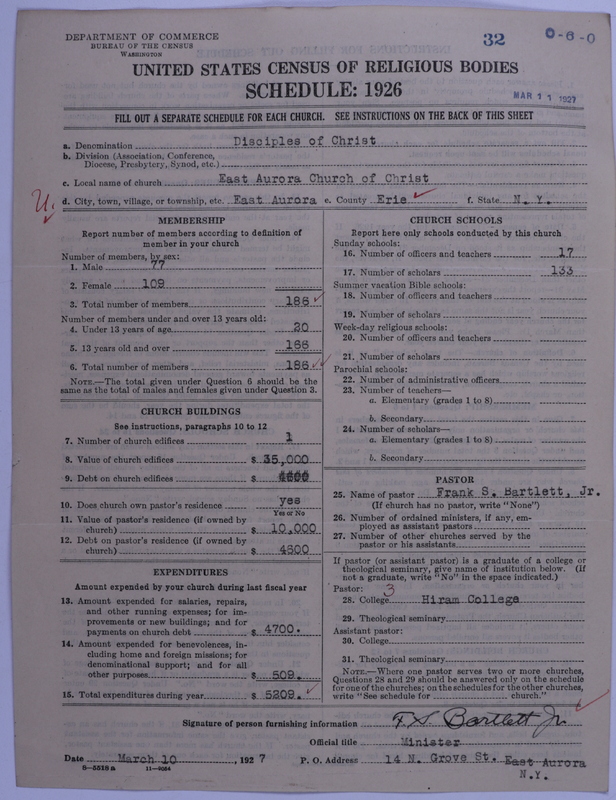 DEPARTMENT OF COMMERCE
BUREAU OF THE CENSUS
WASHINGTON
32
0-6-0
UNITED STATES CENSUS OF RELIGIOUS BODIES
SCHEDULE: 1926
MAR 11 1927
FILL OUT A SEPARATE SCHEDULE FOR EACH CHURCH. SEE INSTRUCTIONS ON THE BACK OF THIS SHEET
a. Denomination Disciples of Christ
b. Division (Association, Conference, Diocese, Presbytery, Synod, etc.)
c. Local name of church East Aurora Church of Christ
d. City, town, village, or township, etc. East Aurora e. County Erie f. State N. Y.
MEMBERSHIP
Report number of members according to definition of
member in your church
Number of members, by sex:
1. Male 77
2. Female 109
3. Total number of members 186
Number of members under and over 13 years old:
4. Under 13 years of age 20
5. 13 years old and over 166
6. Total number of members 186
NOTE.—The total given under Question 6 should be the
same as the total of males and females given under Question 3.
CHURCH BUILDINGS
See instructions, paragraphs 10 to 12
7. Number of church edifices 1
8. Value of church edifices $ 35,000
9. Debt on church edifices $
10. Does church own pastor's residence yes
Yes or No
11. Value of pastor's residence (if owned by
church) $ 10,000
12. Debt on pastor's residence (if owned by
church) $ 4600
EXPENDITURES
Amount expended by your church during last fiscal year
13. Amount expended for salaries, repairs,
and other running expenses; for im-
provements or new buildings; and for
payments on church debt $ 4700.
14. Amount expended for benevolences, in-
cluding home and foreign missions; for
denominational support; and for all
other purposes $ 509.
15. Total expenditures during year $ 5209.
CHURCH SCHOOLS
Report here only schools conducted by this church
Sunday schools:
16. Number of officers and teachers 17
17. Number of scholars 133
Summer vacation Bible schools:
18. Number of officers and teachers
19. Number of scholars
Week-day religious schools:
20. Number of officers and teachers
21. Number of scholars
Parochial schools:
22. Number of administrative officers
23. Number of teachers—
a. Elementary (grades 1 to 8)
b. Secondary
24. Number of scholars—
a. Elementary (grades 1 to 8)
b. Secondary
PASTOR
25. Name of pastor Frank S. Bartlett, Jr.
(If church has no pastor, write "None")
26. Number of ordained ministers, if any, em-
ployed as assistant pastors
27. Number of other churches served by the
pastor or his assistants
If pastor (or assistant pastor) is a graduate of a college or
theological seminary, give name of institution below. (If
not a graduate, write "No" in the space indicated.)
Pastor: 3
28. College Hiram College
29. Theological seminary
Assistant pastor:
30. College
31. Theological seminary
NOTE.—Where one pastor serves two or more churches,
Questions 28 and 29 should be answered only on the schedule
for one of the churches; on the schedules for the other churches,
write "See schedule for church."
Signature of person furnishing information F S Bartlett Jr
Official title Minister
Date March 10, 1927 P. O. Address 14 N. Grove St. East Aurora
N.Y.
8-5518 a 11-9034